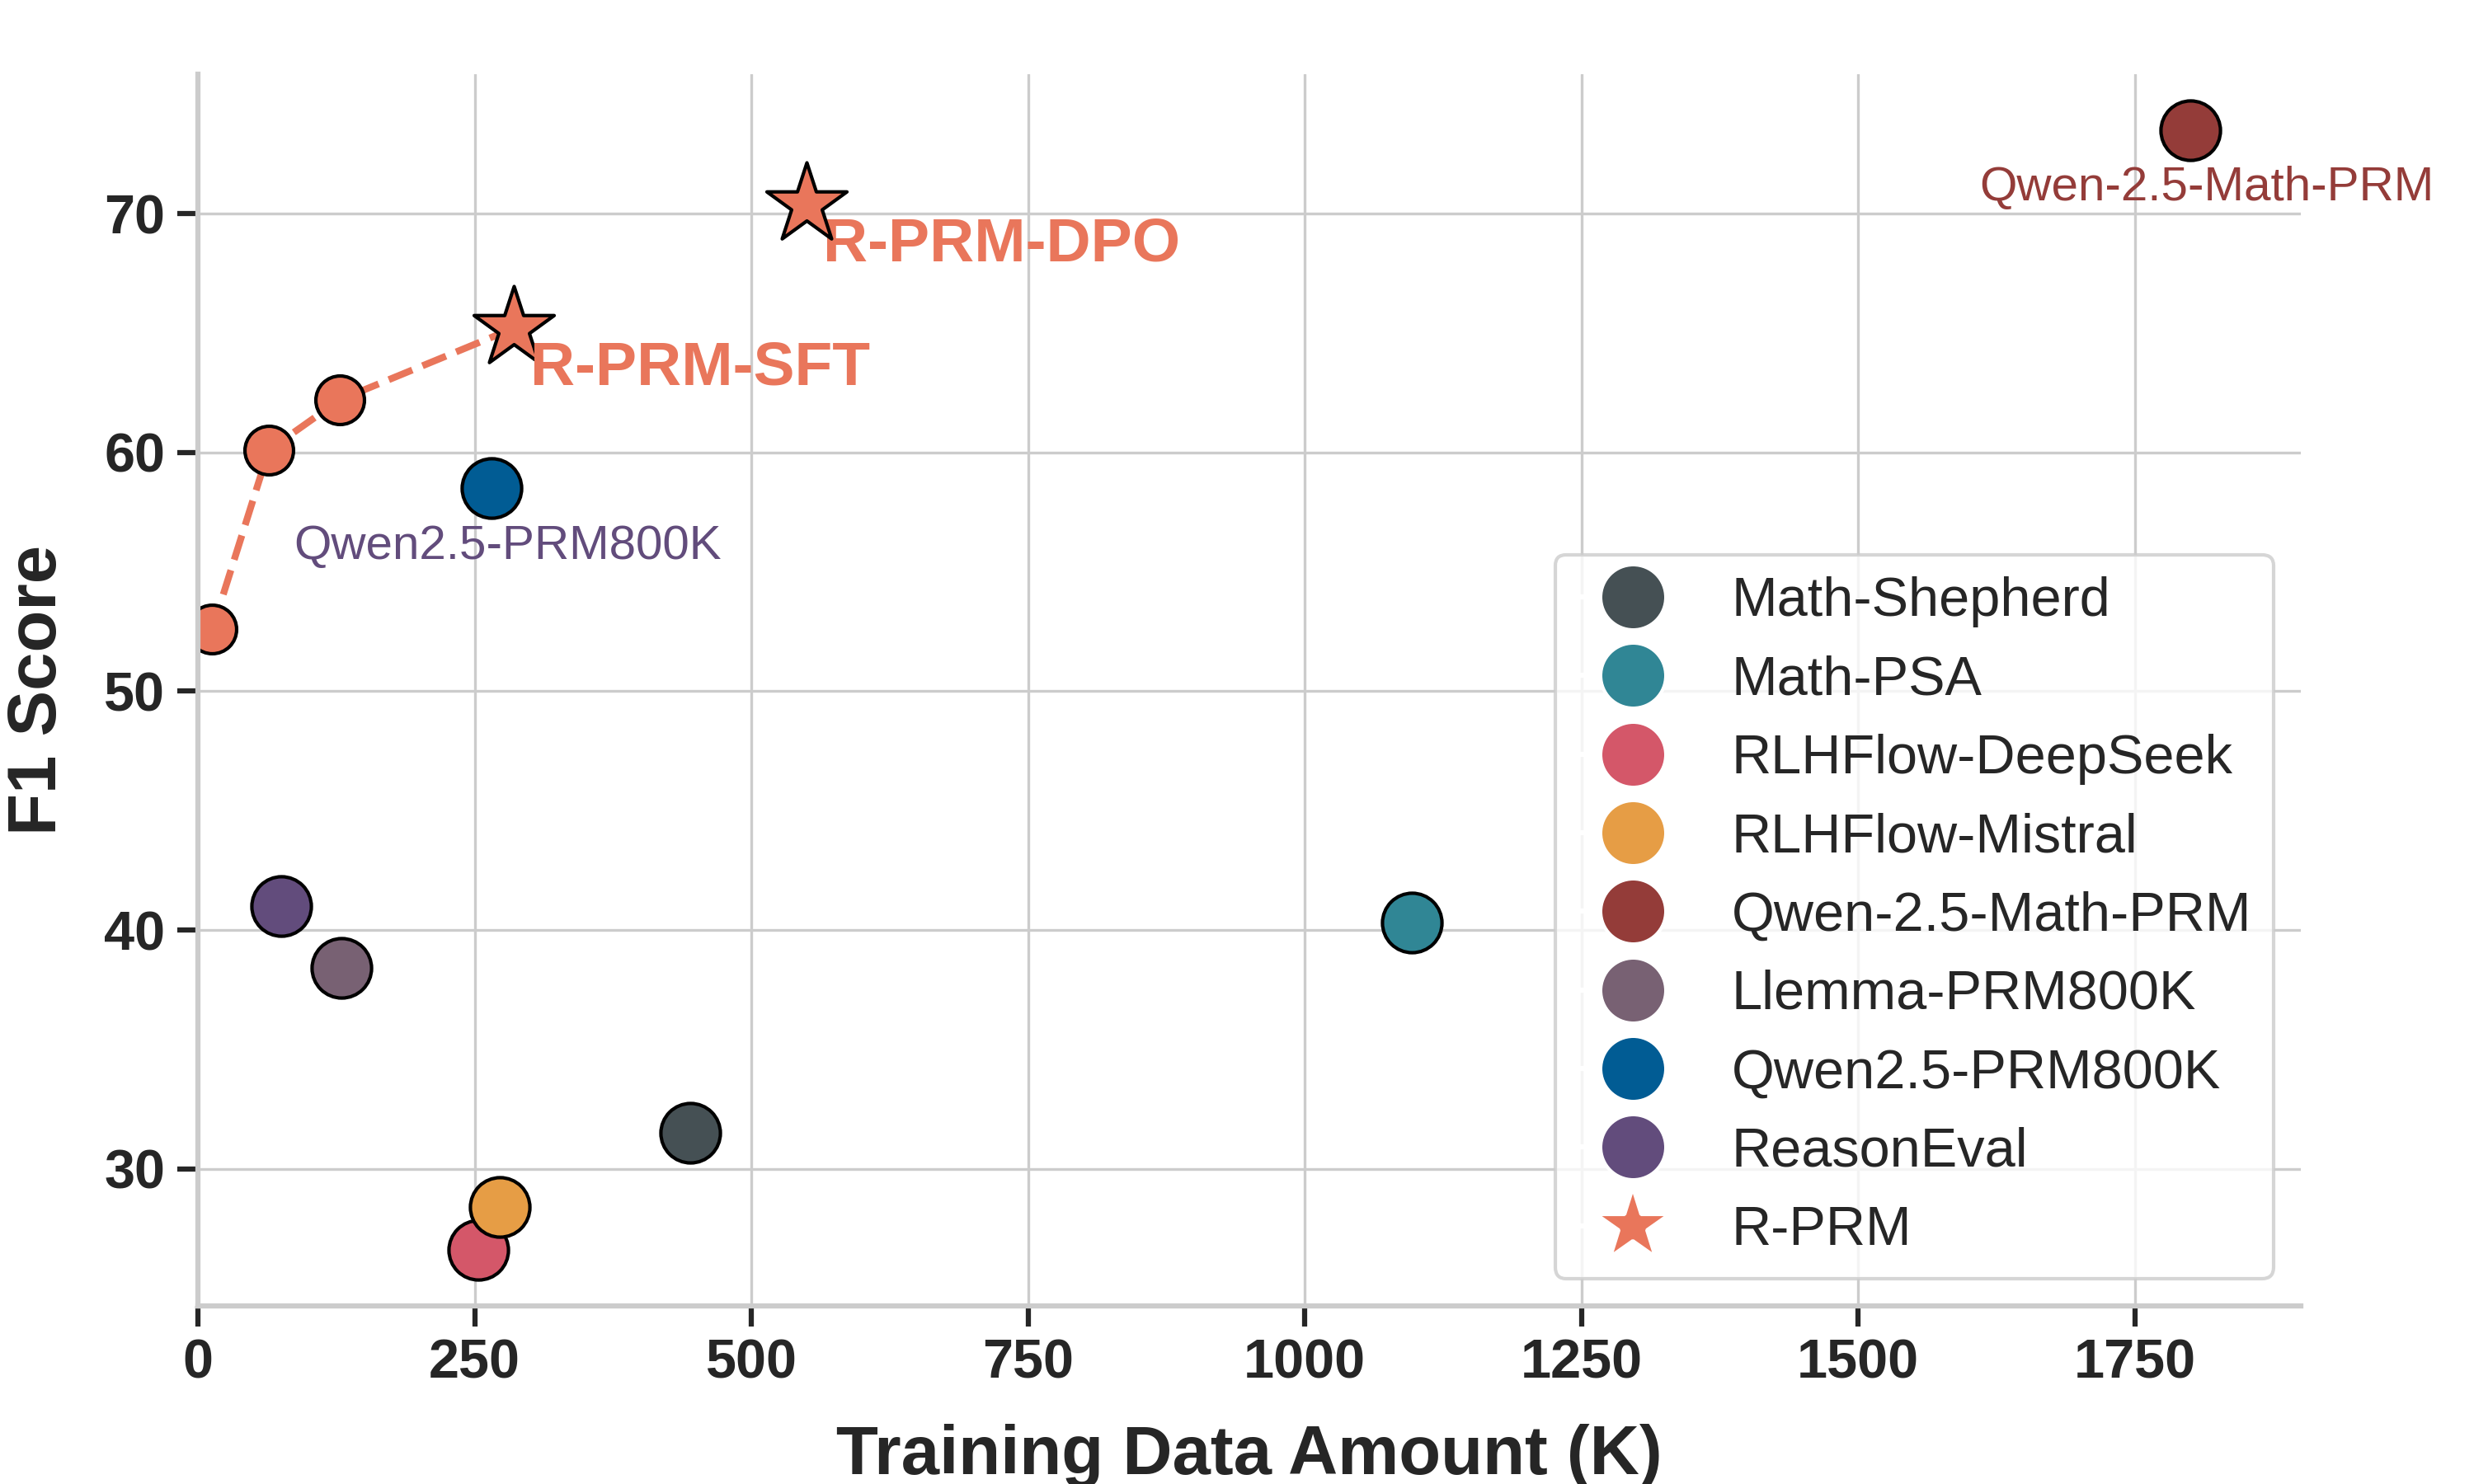 Qwen-2.5-Math-PRM
70
R-PRM-DPO
R-PRM-SFT
60
Qwen2.5-PRM800K
50
40
30
F1 Score
Math-Shepherd
Math-PSA
RLHFlow-DeepSeek
RLHFlow-Mistral
Qwen-2.5-Math-PRM
Llemma-PRM800K
Qwen2.5-PRM800K
ReasonEval
R-PRM
0 250 500 750 1000 1250 1500 1750
Training Data Amount (K)